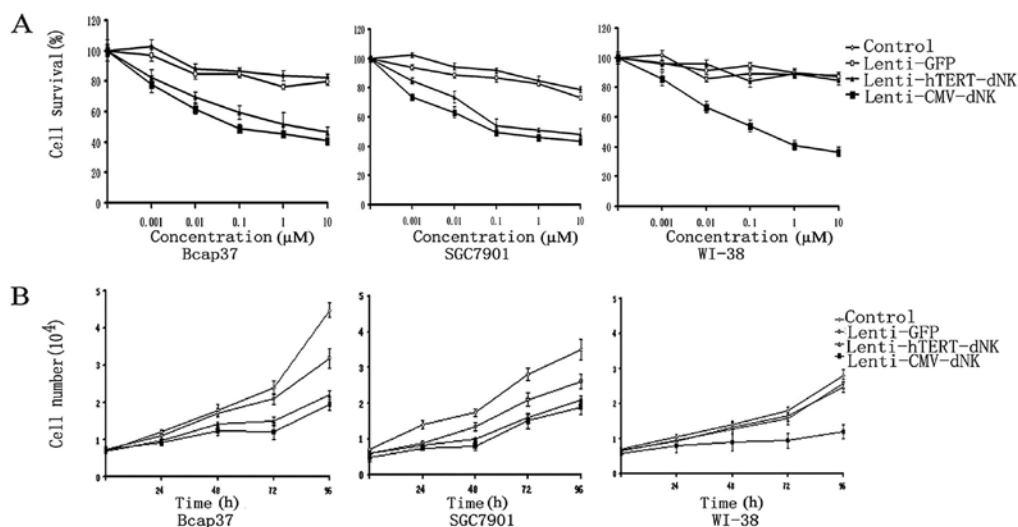 A
Cell survival (%)
120
100
80
60
40
20
0
0.001 0.01 0.1 1 10
Concentration (μM)
Bcap37
120
100
80
60
40
20
0
0.001 0.01 0.1 1 10
Concentration (μM)
SGC7901
120
100
80
60
40
20
0
0.001 0.01 0.1 1 10
Concentration (μM)
WI-38
Control
Lenti-GFP
Lenti-hTERT-dNK
Lenti-CMV-dNK
B
Cell number(10⁴)
5
4
3
2
1
0
24 48 72 96
Time (h)
Bcap37
5
4
3
2
1
0
24 48 72 96
Time (h)
SGC7901
5
4
3
2
1
0
24 48 72 96
Time (h)
WI-38
Control
Lenti-GFP
Lenti-hTERT-dNK
Lenti-CMV-dNK